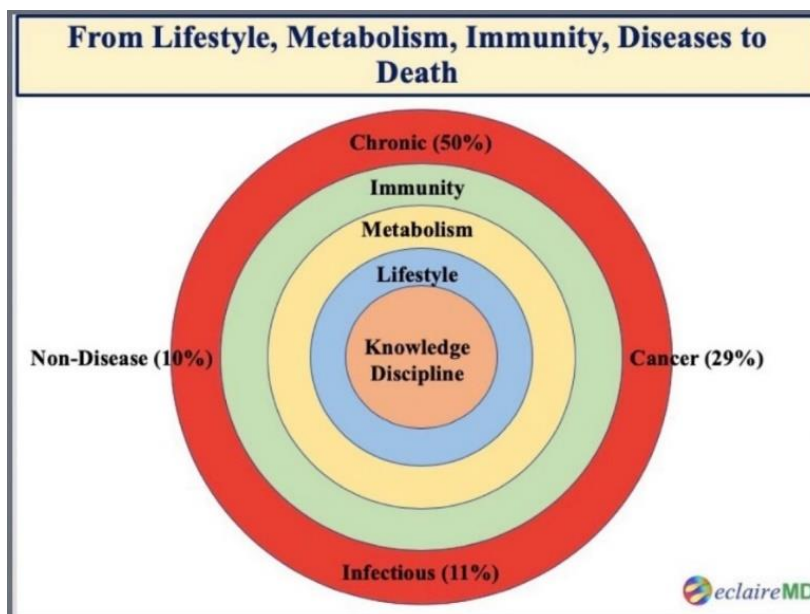 From Lifestyle, Metabolism, Immunity, Diseases to
Death
Chronic (50%)
Immunity
Metabolism
Lifestyle
Knowledge
Discipline
Non-Disease (10%)
Cancer (29%)
Infectious (11%)
eclaireMD